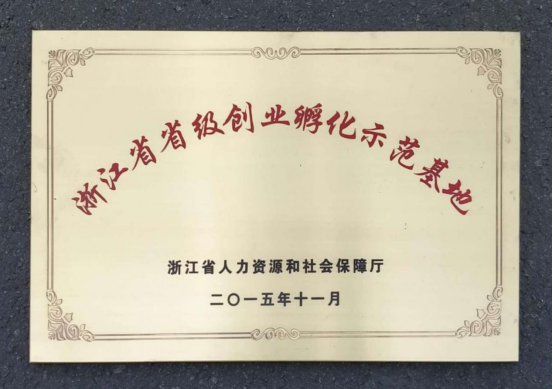 浙江省省级创业孵化示范基地
浙江省人力资源和社会保障厅
二〇一五年十一月